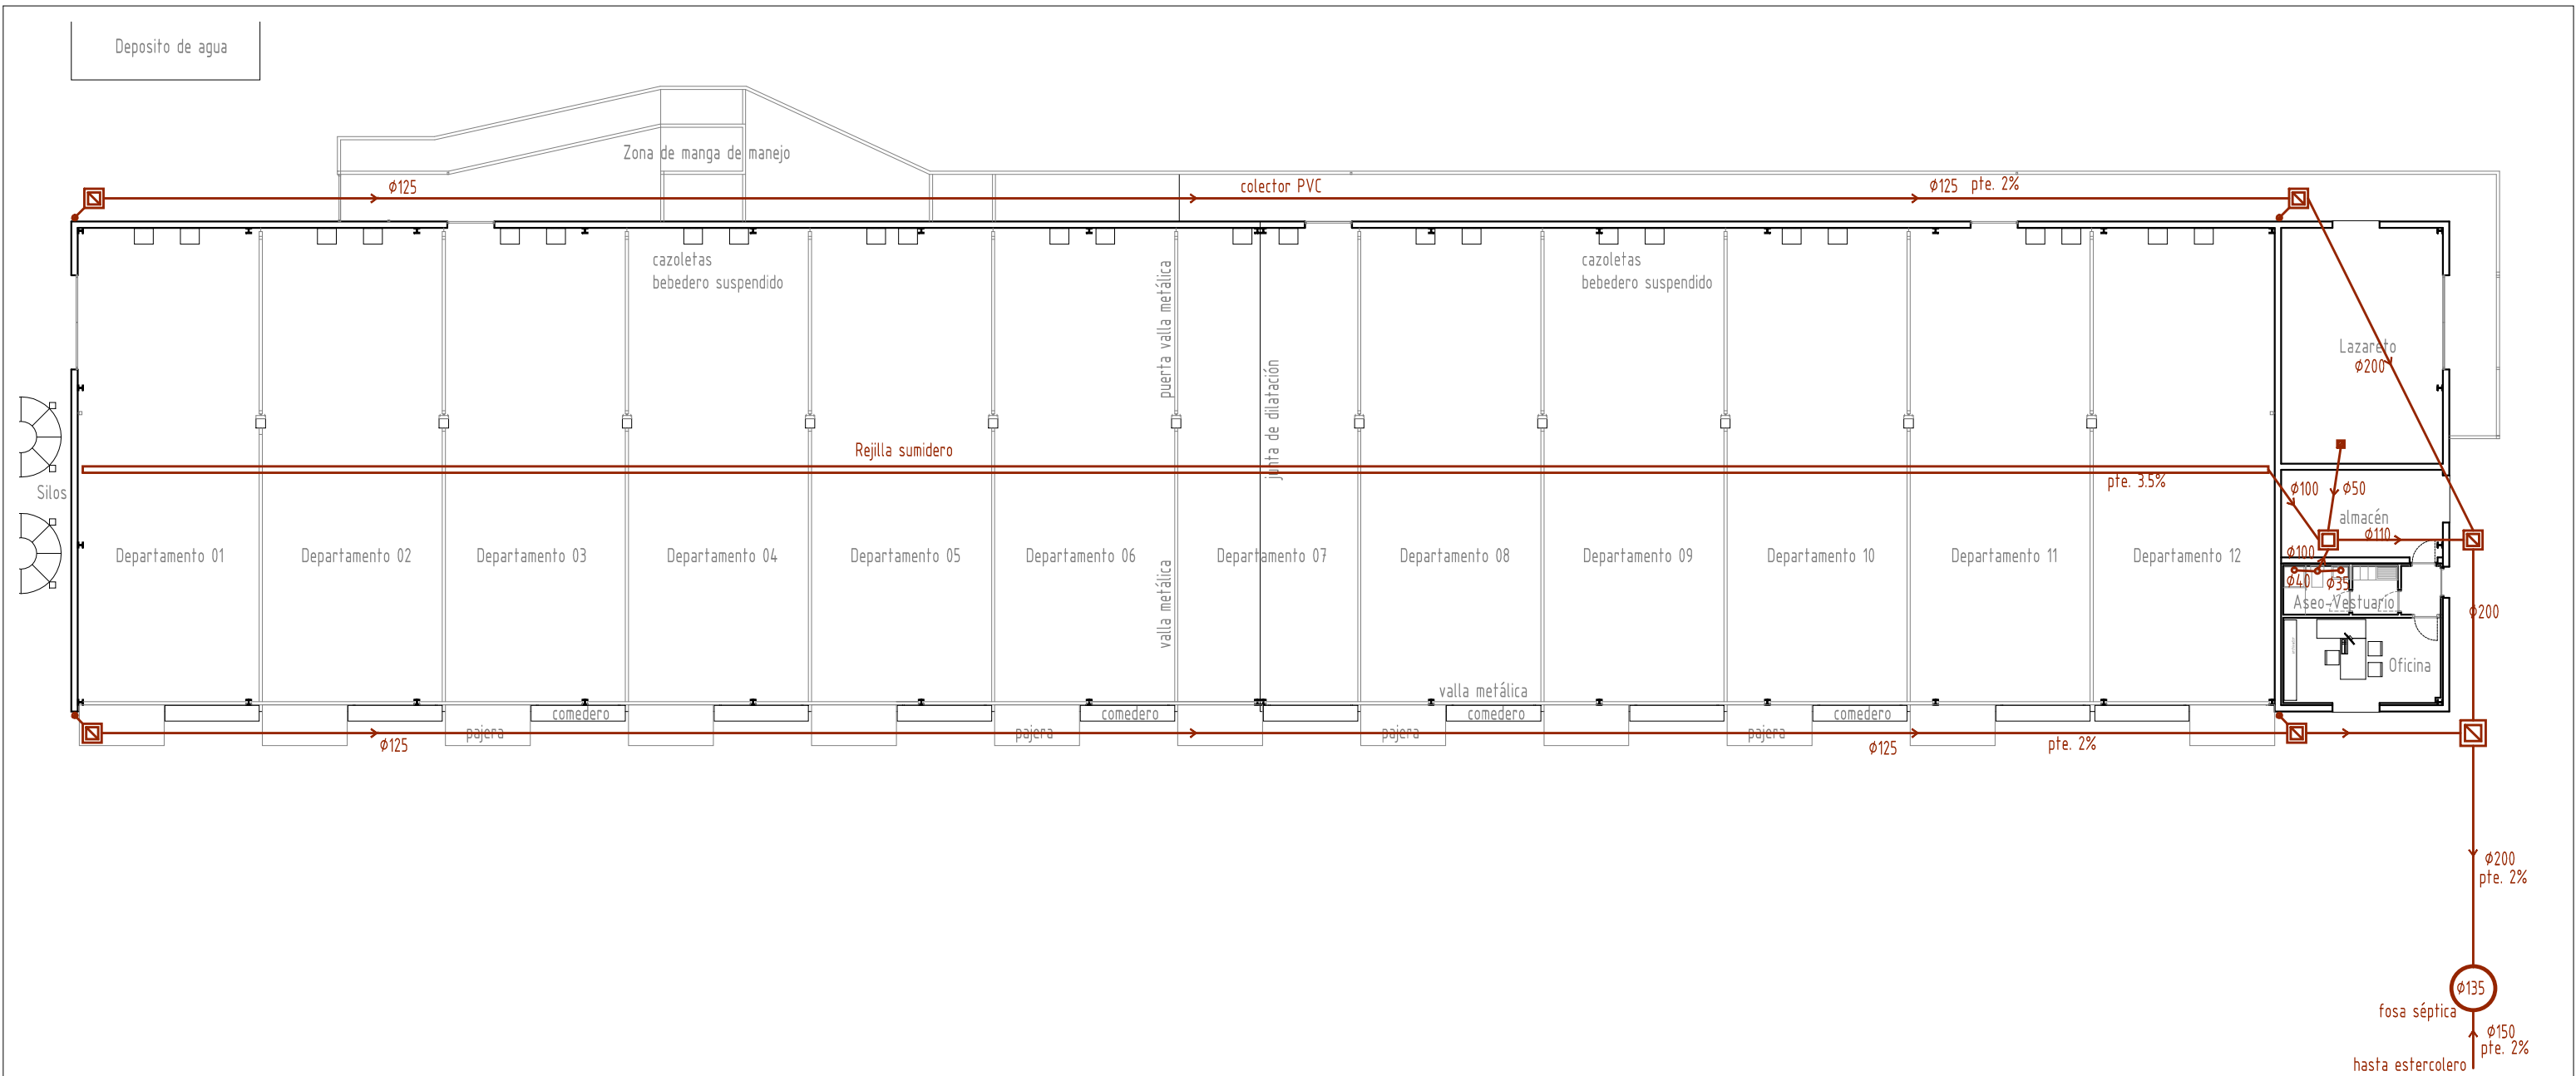 Deposito de agua
Zona de manga de manejo
ϕ125
colector PVC
ϕ125 pte. 2%
cazoletas
bebedero suspendido
puerta valla metálica
cazoletas
bebedero suspendido
junta de dilatación
Lazareto
ϕ200
Rejilla sumidero
pte. 3.5%
Silos
ϕ100
ϕ50
almacén
ϕ110
ϕ100
Departamento 01
Departamento 02
Departamento 03
Departamento 04
Departamento 05
Departamento 06
Departamento 07
Departamento 08
Departamento 09
Departamento 10
Departamento 11
Departamento 12
ϕ40
ϕ35
Aseo-Vestuario
ϕ200
valla metálica
Oficina
valla metálica
comedero
comedero
comedero
comedero
pajera
pajera
pajera
pajera
ϕ125
ϕ125
pte. 2%
ϕ200
pte. 2%
ϕ135
fosa séptica
ϕ150
pte. 2%
hasta estercolero